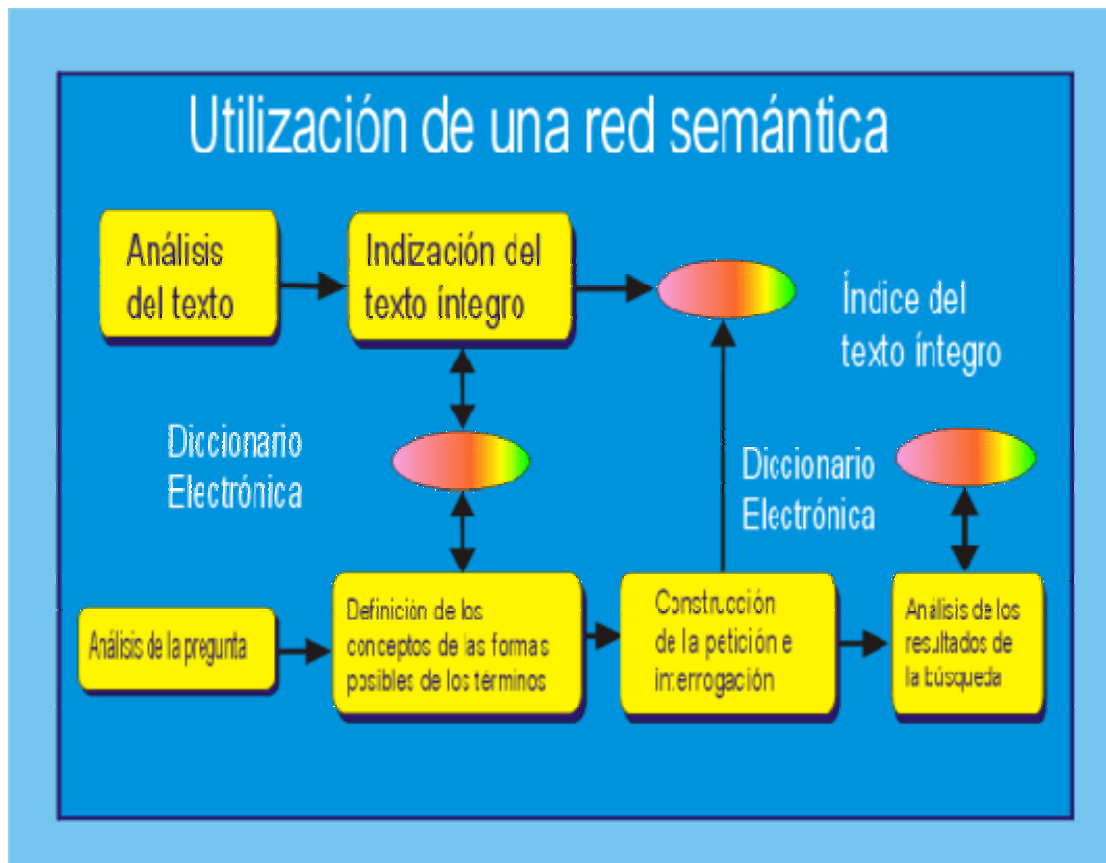 Utilización de una red semántica
Análisis
del texto
Indización del
texto íntegro
Índice del
texto íntegro
Diccionario
Electrónica
Diccionario
Electrónica
Análisis de la pregunta
Definición de los
conceptos de las formas
posibles de los términos
Construcción
de la petición e
interrogación
Análisis de los
resultados de
la búsqueda